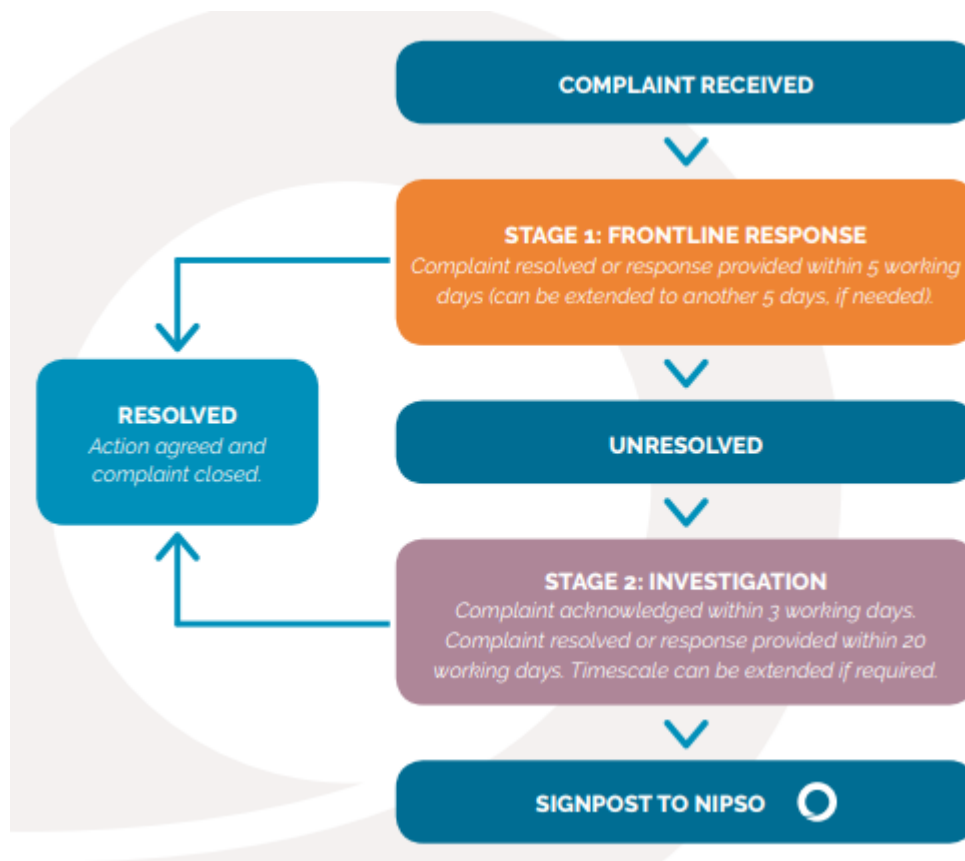 COMPLAINT RECEIVED
STAGE 1: FRONTLINE RESPONSE
Complaint resolved or response provided within 5 working
days (can be extended to another 5 days, if needed).
RESOLVED
Action agreed and
complaint closed.
UNRESOLVED
STAGE 2: INVESTIGATION
Complaint acknowledged within 3 working days.
Complaint resolved or response provided within 20
working days. Timescale can be extended if required.
SIGNPOST TO NIPSO